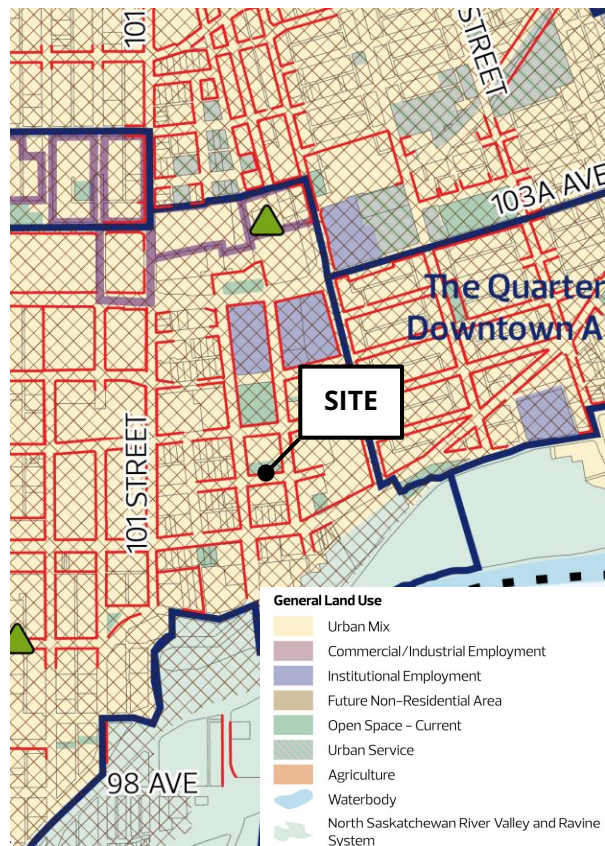 101
STREET
103A AVE
The Quarter
Downtown A
SITE
101 STREET
98 AVE
General Land Use
Urban Mix
Commercial/Industrial Employment
Institutional Employment
Future Non-Residential Area
Open Space - Current
Urban Service
Agriculture
Waterbody
North Saskatchewan River Valley and Ravine
System